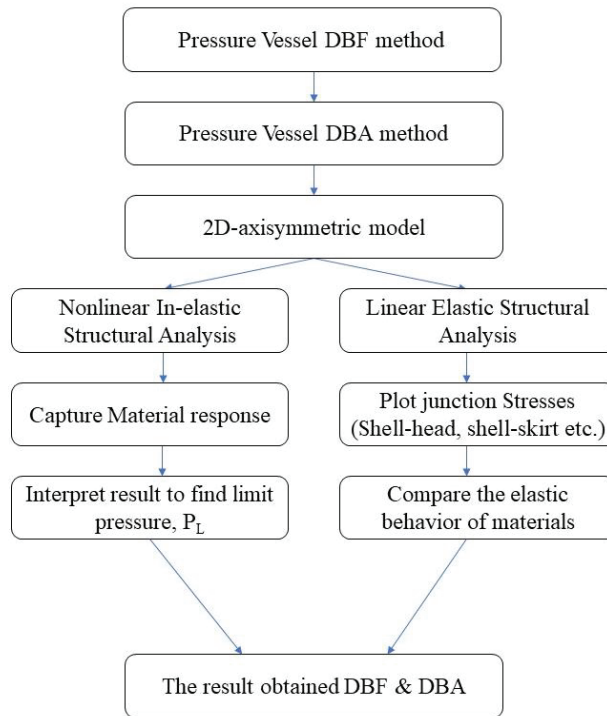 Pressure Vessel DBF method
Pressure Vessel DBA method
2D-axisymmetric model
Nonlinear In-elastic
Structural Analysis
Linear Elastic Structural
Analysis
Capture Material response
Plot junction Stresses
(Shell-head, shell-skirt etc.)
Interpret result to find limit
pressure, P_L
Compare the elastic
behavior of materials
The result obtained DBF & DBA